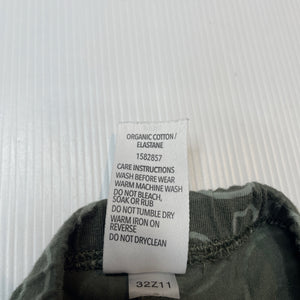 ORGANIC COTTON/
ELASTANE
1582857
CARE INSTRUCTIONS
WASH BEFORE WEAR
WARM MACHINE WASH
DO NOT BLEACH,
SOAK OR RUB
DO NOT TUMBLE DRY
WARM IRON ON
REVERSE
DO NOT DRYCLEAN
32Z11